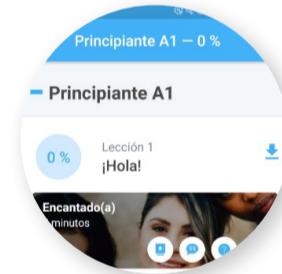 Principiante A1 — 0 %
Principiante A1
0 %
Lección 1
¡Hola!
Encantado(a)
minutos